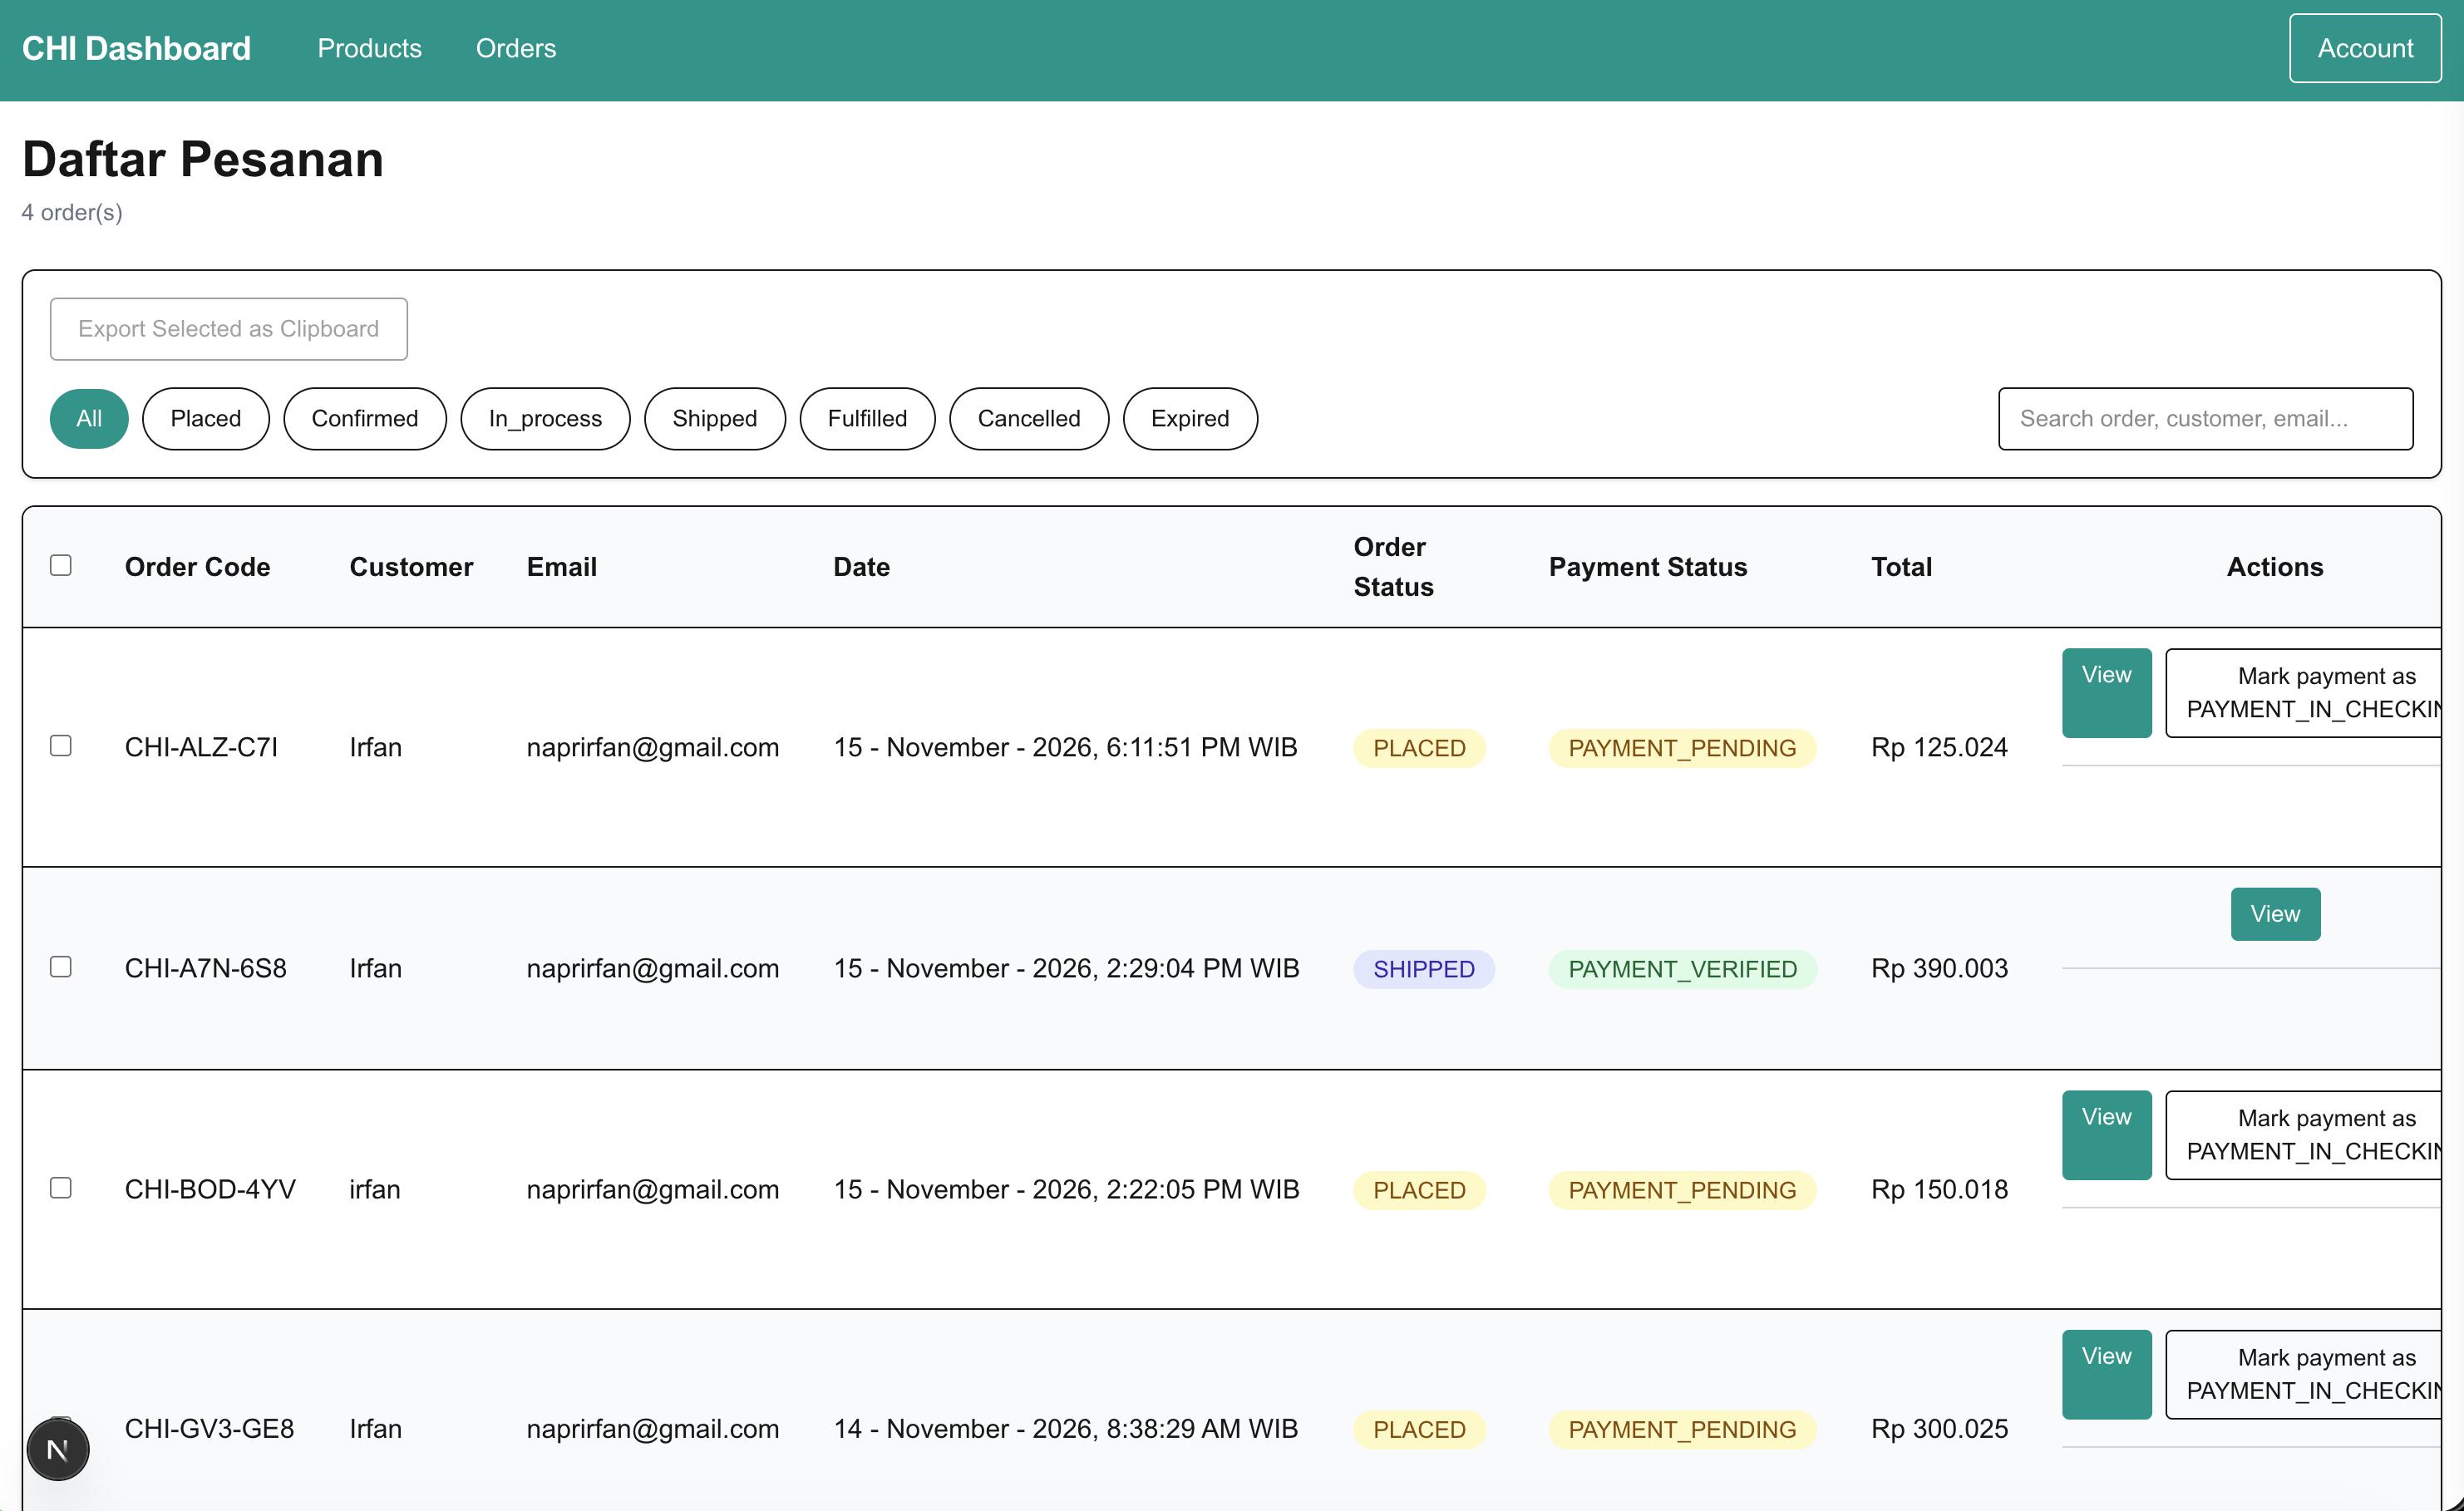 CHI Dashboard Products Orders Account
Daftar Pesanan
4 order(s)
Export Selected as Clipboard
All Placed Confirmed In_process Shipped Fulfilled Cancelled Expired Search order, customer, email...
Order Code Customer Email Date Order Status Payment Status Total Actions
CHI-ALZ-C7I Irfan naprirfan@gmail.com 15 - November - 2026, 6:11:51 PM WIB PLACED PAYMENT_PENDING Rp 125.024 View Mark payment as
PAYMENT_IN_CHECKIN
CHI-A7N-6S8 Irfan naprirfan@gmail.com 15 - November - 2026, 2:29:04 PM WIB SHIPPED PAYMENT_VERIFIED Rp 390.003 View
CHI-BOD-4YV irfan naprirfan@gmail.com 15 - November - 2026, 2:22:05 PM WIB PLACED PAYMENT_PENDING Rp 150.018 View Mark payment as
PAYMENT_IN_CHECKIN
CHI-GV3-GE8 Irfan naprirfan@gmail.com 14 - November - 2026, 8:38:29 AM WIB PLACED PAYMENT_PENDING Rp 300.025 View Mark payment as
PAYMENT_IN_CHECKIN
N